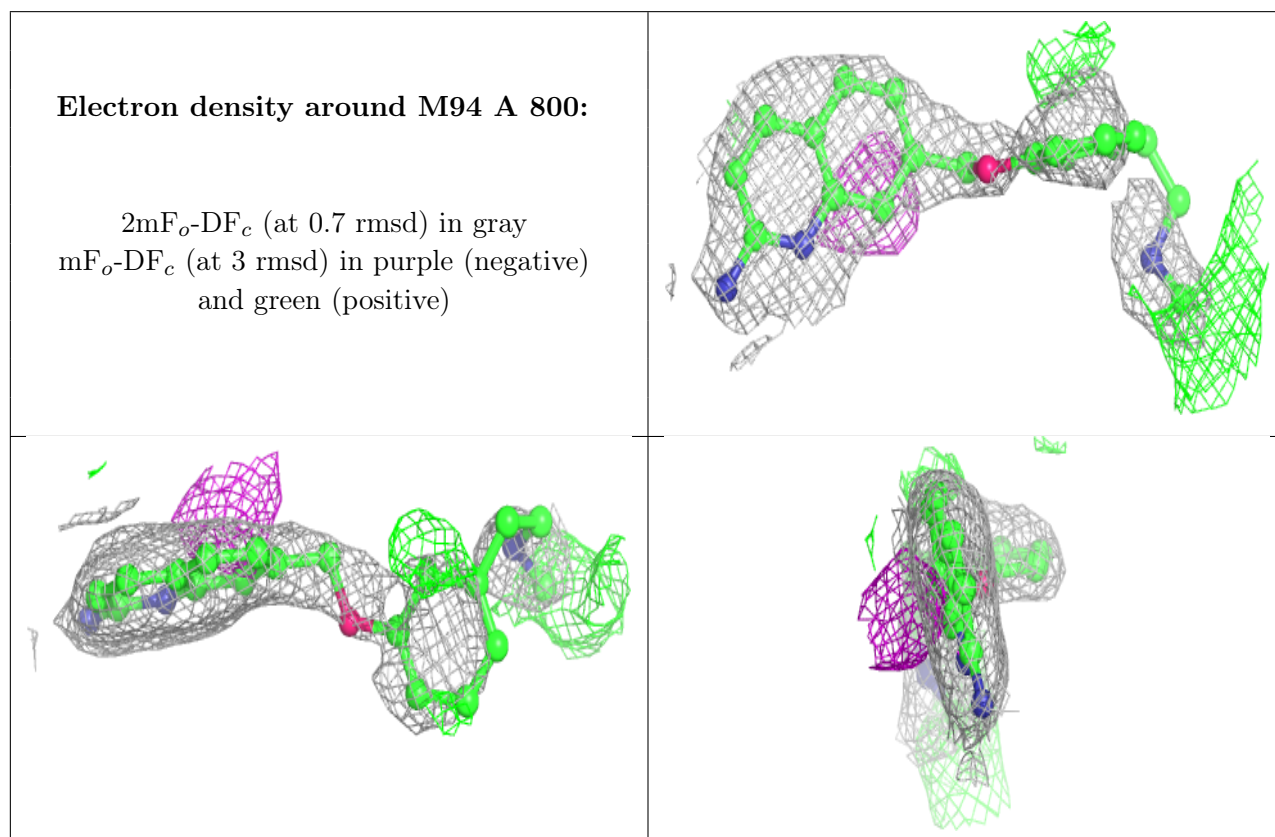 Electron density around M94 A 800:
2mFo-DFc (at 0.7 rmsd) in gray
mFo-DFc (at 3 rmsd) in purple (negative)
and green (positive)